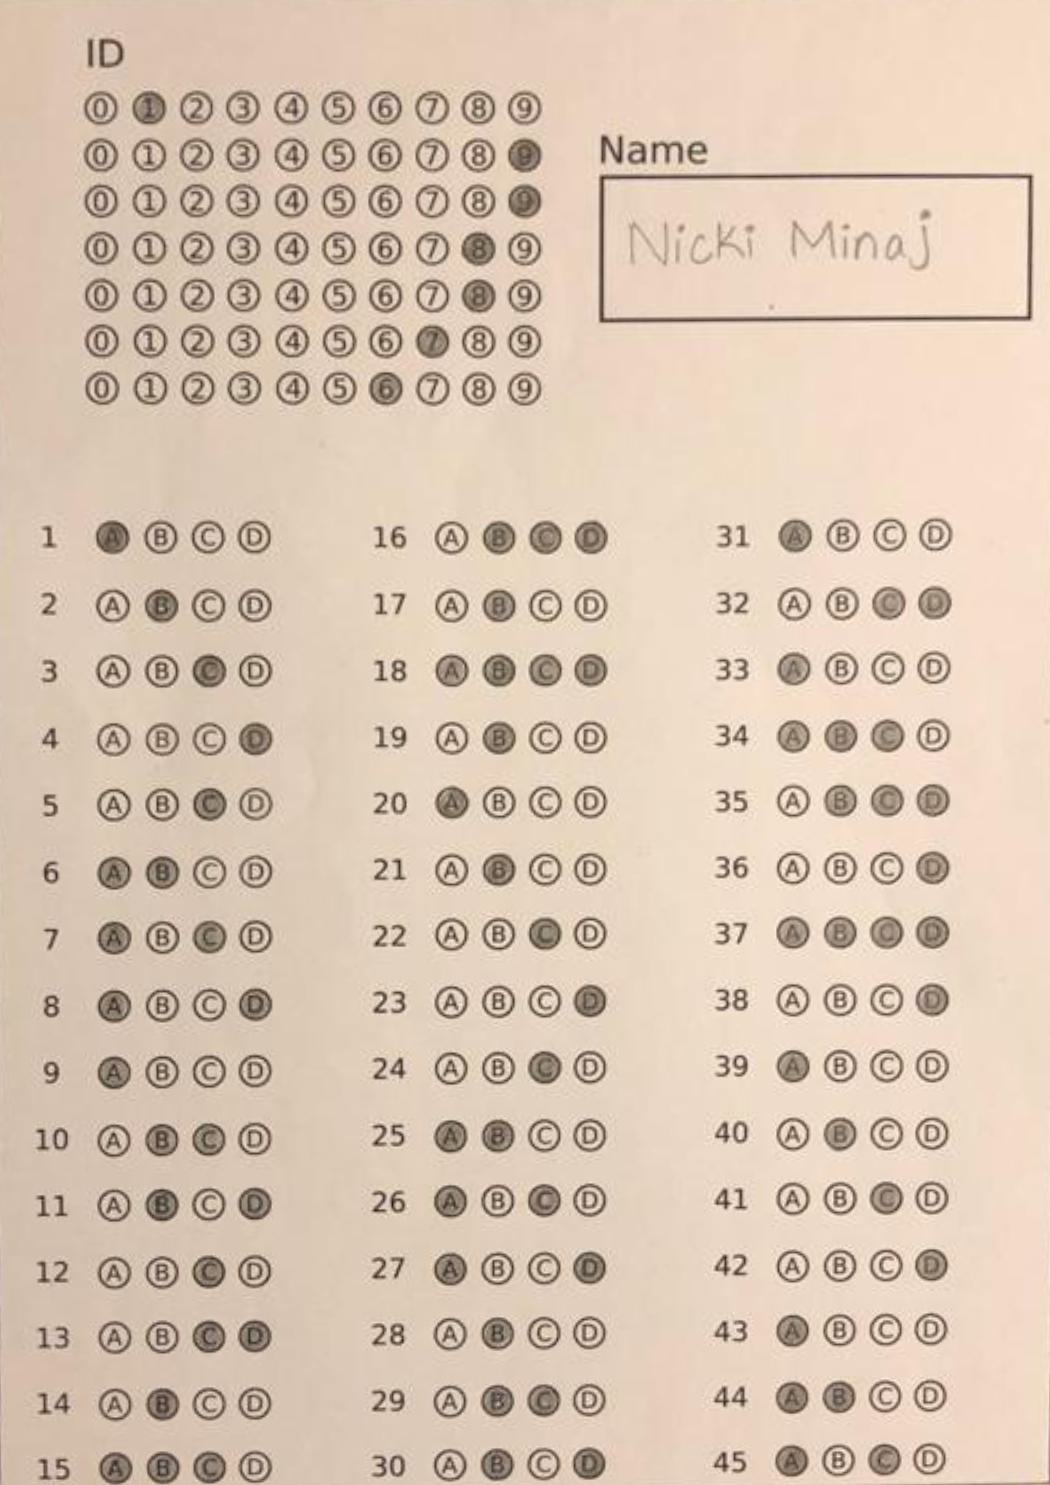 ID
0 1 2 3 4 5 6 7 8 9
0 1 2 3 4 5 6 7 8 9
0 1 2 3 4 5 6 7 8 9
0 1 2 3 4 5 6 7 8 9
0 1 2 3 4 5 6 7 8 9
0 1 2 3 4 5 6 7 8 9
0 1 2 3 4 5 6 7 8 9
Name
Nicki Minaj
1 A B C D
2 A B C D
3 A B C D
4 A B C D
5 A B C D
6 A B C D
7 A B C D
8 A B C D
9 A B C D
10 A B C D
11 A B C D
12 A B C D
13 A B C D
14 A B C D
15 A B C D
16 A B C D
17 A B C D
18 A B C D
19 A B C D
20 A B C D
21 A B C D
22 A B C D
23 A B C D
24 A B C D
25 A B C D
26 A B C D
27 A B C D
28 A B C D
29 A B C D
30 A B C D
31 A B C D
32 A B C D
33 A B C D
34 A B C D
35 A B C D
36 A B C D
37 A B C D
38 A B C D
39 A B C D
40 A B C D
41 A B C D
42 A B C D
43 A B C D
44 A B C D
45 A B C D